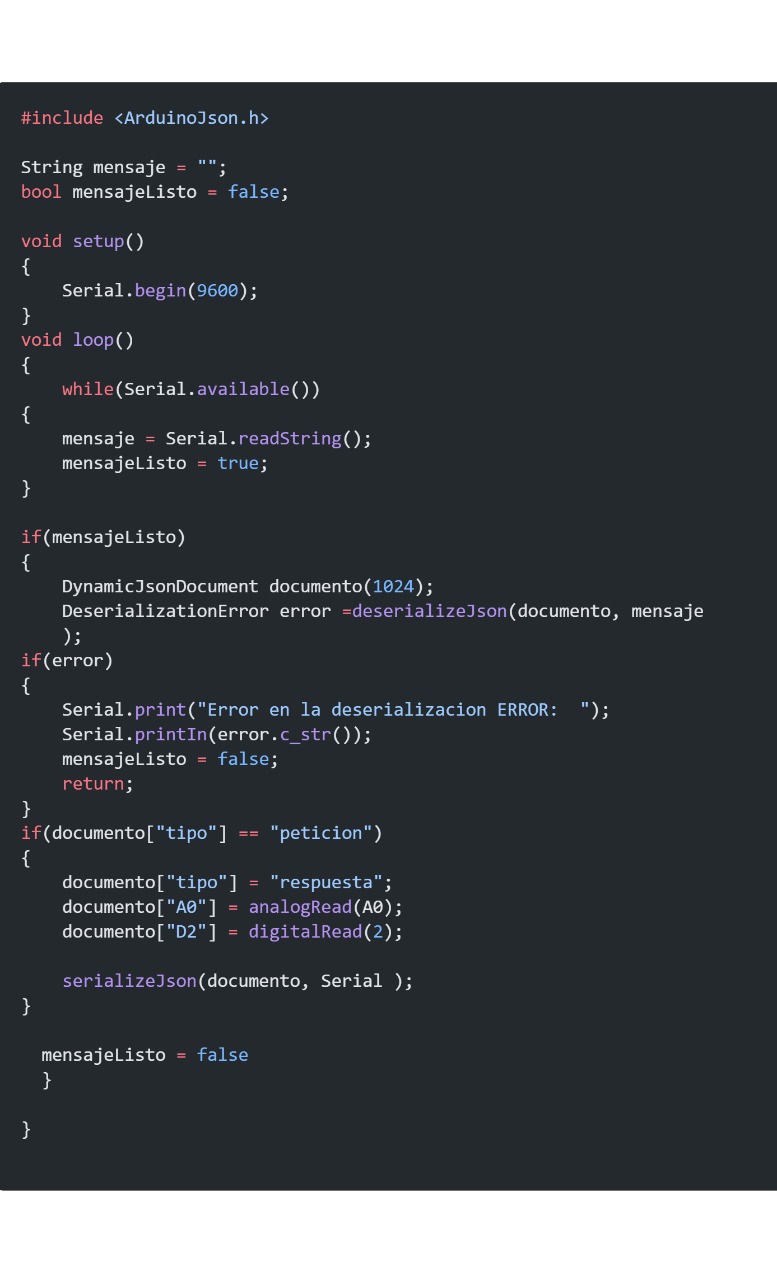 #include <ArduinoJson.h>

String mensaje = "";
bool mensajeListo = false;

void setup()
{
    Serial.begin(9600);
}
void loop()
{
    while(Serial.available())
{
    mensaje = Serial.readString();
    mensajeListo = true;
}

if(mensajeListo)
{
    DynamicJsonDocument documento(1024);
    DeserializationError error =deserializeJson(documento, mensaje
    );
if(error)
{
    Serial.print("Error en la deserializacion ERROR:  ");
    Serial.printIn(error.c_str());
    mensajeListo = false;
    return;
}
if(documento["tipo"] == "peticion")
{
    documento["tipo"] = "respuesta";
    documento["A0"] = analogRead(A0);
    documento["D2"] = digitalRead(2);

    serializeJson(documento, Serial );
}

  mensajeListo = false
  }

}